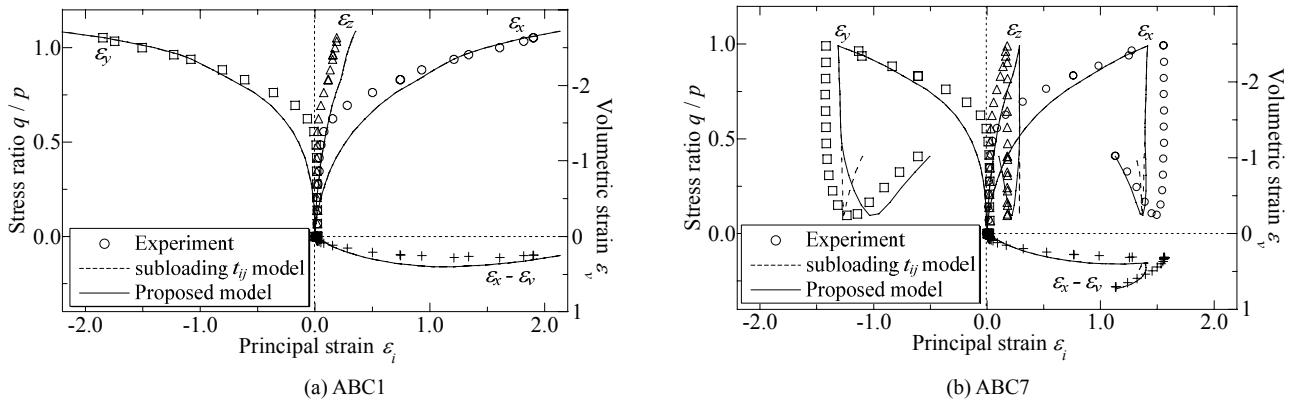 ε_y
ε_z
ε_x
1.0
0.5
0.0
Stress ratio q / p
-2
-1
0
1
Volumetric strain ε_v
Experiment
subloading t_ij model
Proposed model
ε_x - ε_v
-2.0 -1.0 0.0 1.0 2.0
Principal strain ε_i
(a) ABC1
ε_y
ε_z
ε_x
1.0
0.5
0.0
Stress ratio q / p
-2
-1
0
1
Volumetric strain ε_v
Experiment
subloading t_ij model
Proposed model
ε_x - ε_v
-2.0 -1.0 0.0 1.0 2.0
Principal strain ε_i
(b) ABC7